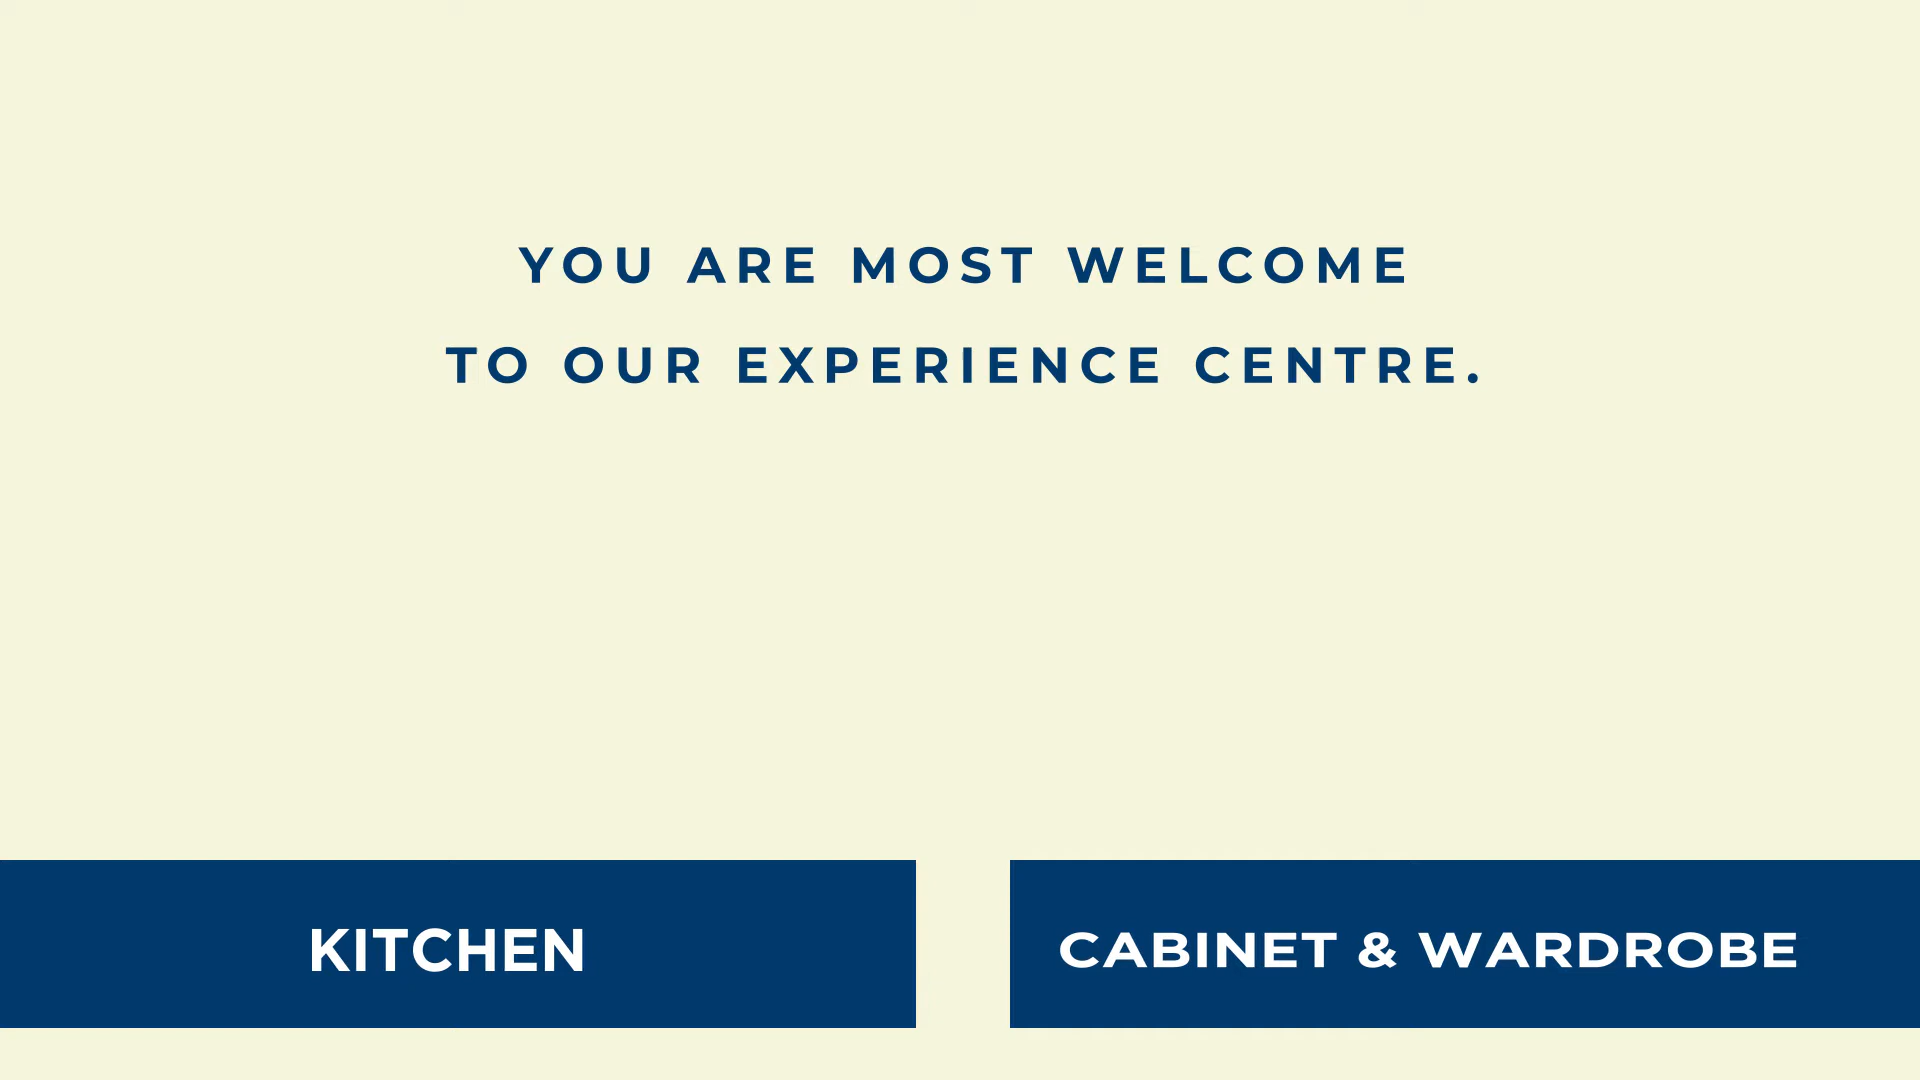 YOU ARE MOST WELCOME
TO OUR EXPERIENCE CENTRE.
KITCHEN
CABINET & WARDROBE